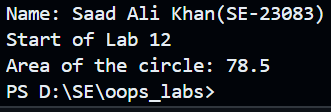 Name: Saad Ali Khan(SE-23083)
Start of Lab 12
Area of the circle: 78.5
PS D:\SE\oops_labs>